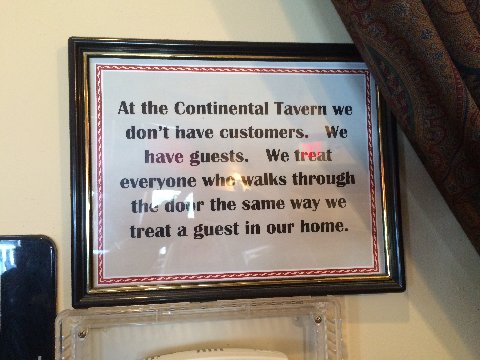 At the Continental Tavern we
don't have customers. We
have guests. We treat
everyone who walks through
the door the same way we
treat a guest in our home.